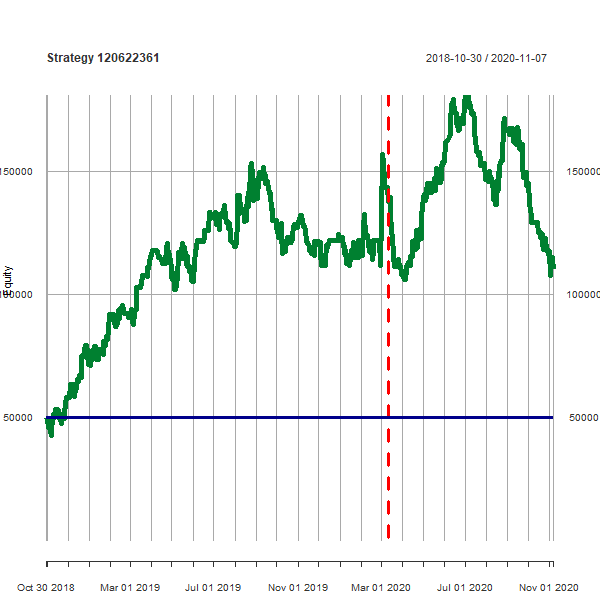 Strategy 120622361
2018-10-30 / 2020-11-07
150000
150000
Equity
100000
100000
50000
50000
Oct 30 2018
Mar 01 2019
Jul 01 2019
Nov 01 2019
Mar 01 2020
Jul 01 2020
Nov 01 2020